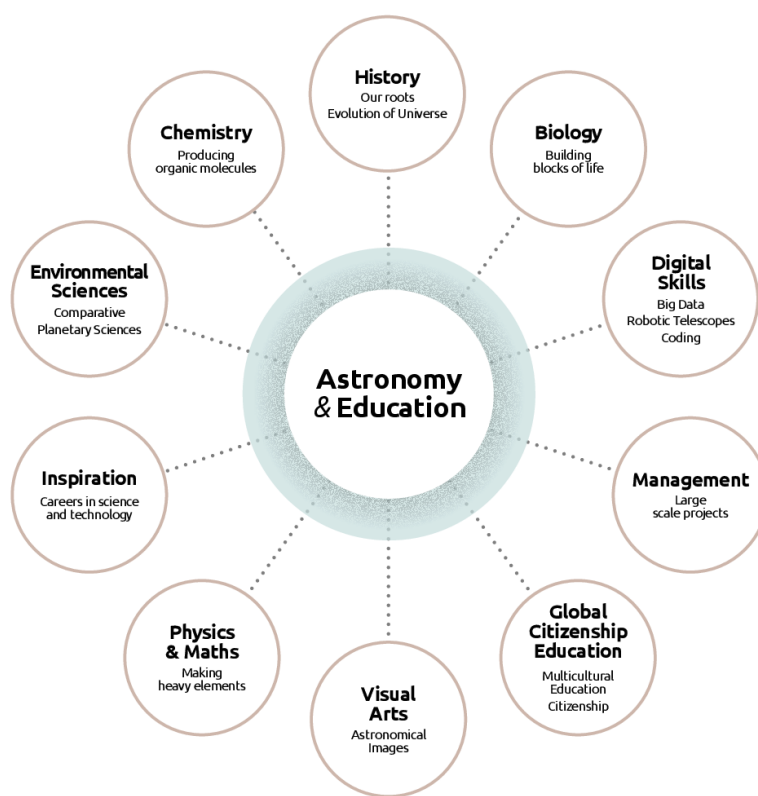 History
Our roots
Evolution of Universe
Chemistry
Producing
organic molecules
Biology
Building
blocks of life
Environmental
Sciences
Comparative
Planetary Sciences
Digital
Skills
Big Data
Robotic Telescopes
Coding
Astronomy
& Education
Inspiration
Careers in science
and technology
Management
Large
scale projects
Physics
& Maths
Making
heavy elements
Visual
Arts
Astronomical
Images
Global
Citizenship
Education
Multicultural
Education
Citizenship